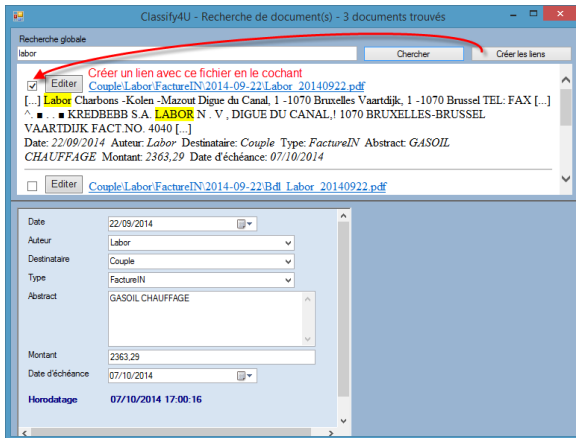 Classify4U - Recherche de document(s) - 3 documents trouvés
Recherche globale
labor
Chercher
Créer les liens
Créer un lien avec ce fichier en le cochant
Editer Couple\Labor\FactureIN\2014-09-22\Labor_20140922.pdf
[...] Labor Charbons -Kolen -Mazout Digue du Canal, 1 -1070 Bruxelles Vaartdijk, 1 -1070 Brussel TEL: FAX [...]
^. ■ . . ■ KREDBEBB S.A. LABOR N . V , DIGUE DU CANAL,! 1070 BRUXELLES-BRUSSEL
VAARTDIJK FACT.NO. 4040 [...]
Date: 22/09/2014 Auteur: Labor Destinataire: Couple Type: FactureIN Abstract: GASOIL
CHAUFFAGE Montant: 2363,29 Date d'échéance: 07/10/2014
Editer Couple\Labor\FactureIN\2014-09-22\Bdl_Labor_20140922.pdf
Date 22/09/2014
Auteur Labor
Destinataire Couple
Type FactureIN
Abstract GASOIL CHAUFFAGE
Montant 2363,29
Date d'échéance 07/10/2014
Horodatage 07/10/2014 17:00:16